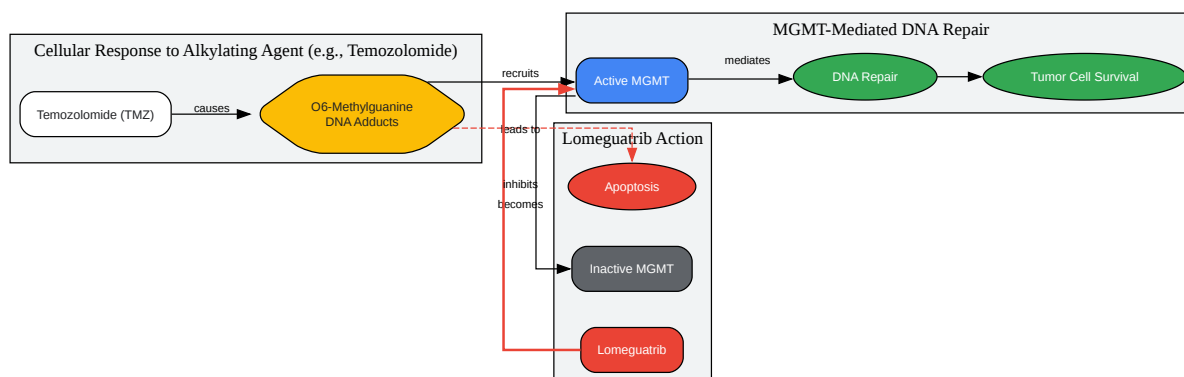 Cellular Response to Alkylating Agent (e.g., Temozolomide)
Temozolomide (TMZ)
causes
O6-Methylguanine
DNA Adducts
MGMT-Mediated DNA Repair
recruits
Active MGMT
mediates
DNA Repair
Tumor Cell Survival
leads to
Lomeguatrib Action
Apoptosis
inhibits
becomes
Inactive MGMT
Lomeguatrib